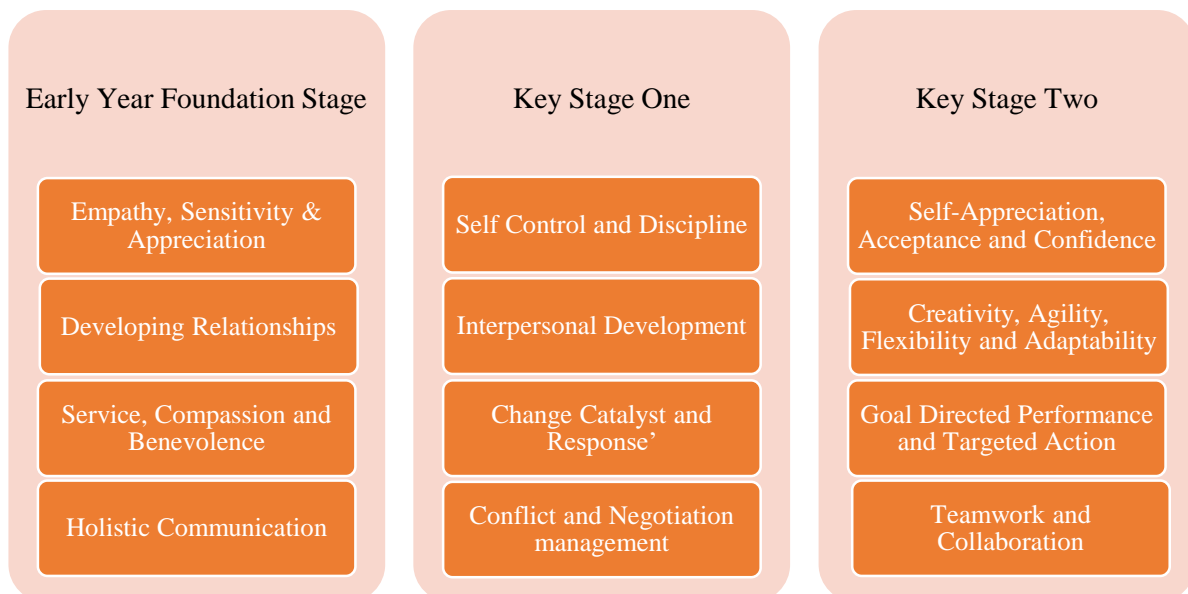 Early Year Foundation Stage
Empathy, Sensitivity &
Appreciation
Developing Relationships
Service, Compassion and
Benevolence
Holistic Communication
Key Stage One
Self Control and Discipline
Interpersonal Development
Change Catalyst and
Response’
Conflict and Negotiation
management
Key Stage Two
Self-Appreciation,
Acceptance and Confidence
Creativity, Agility,
Flexibility and Adaptability
Goal Directed Performance
and Targeted Action
Teamwork and
Collaboration